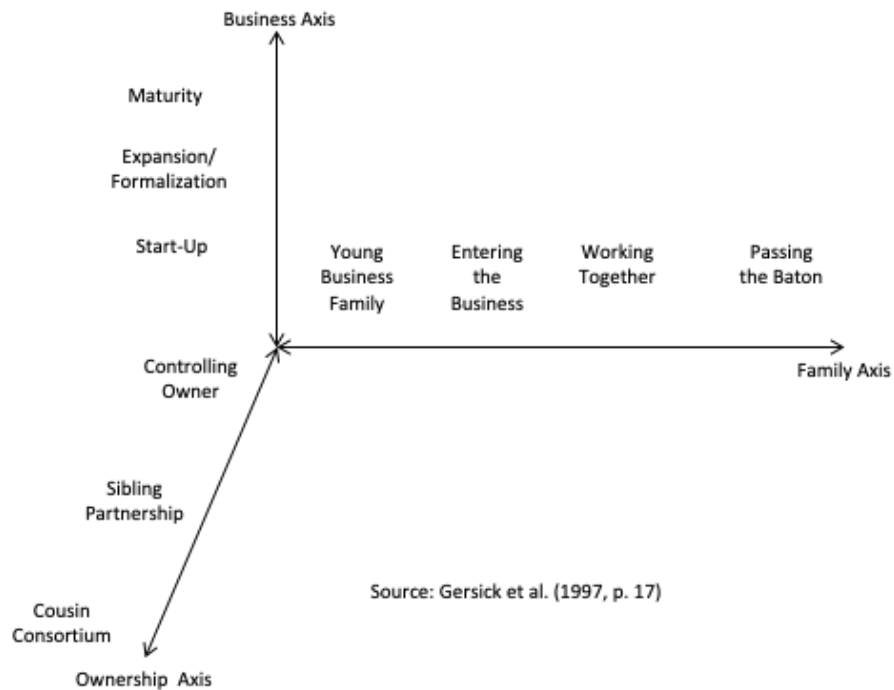 Business Axis
Maturity
Expansion/
Formalization
Start-Up
Young
Business
Family
Entering
the
Business
Working
Together
Passing
the Baton
Family Axis
Controlling
Owner
Sibling
Partnership
Cousin
Consortium
Ownership Axis
Source: Gersick et al. (1997, p. 17)